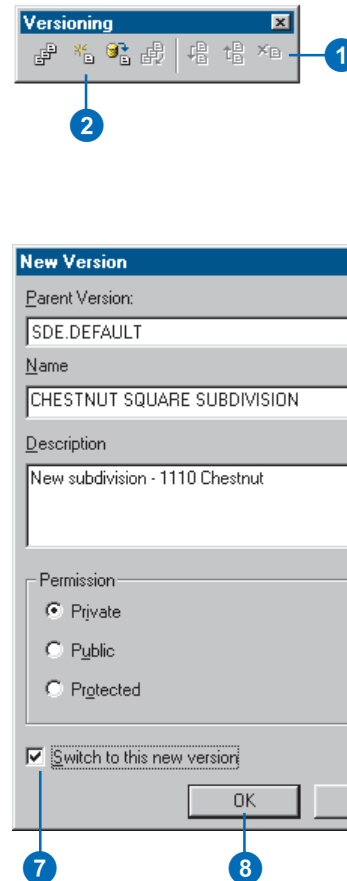 Versioning
1
2
New Version
Parent Version:
SDE.DEFAULT
Name
CHESTNUT SQUARE SUBDIVISION
Description
New subdivision - 1110 Chestnut
Permission
Private
Public
Protected
Switch to this new version
OK
7
8